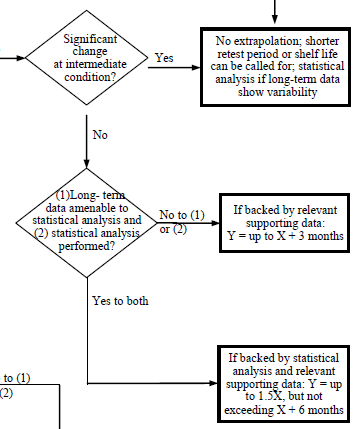 Significant
change
at intermediate
condition?
Yes
No extrapolation; shorter
retest period or shelf life
can be called for; statistical
analysis if long-term data
show variability
No
(1)Long- term
data amenable to
statistical analysis and
(2) statistical analysis
performed?
No to (1)
or (2)
If backed by relevant
supporting data:
Y = up to X + 3 months
Yes to both
If backed by statistical
analysis and relevant
supporting data: Y = up
to 1.5X, but not
exceeding X + 6 months
to (1)
(2)